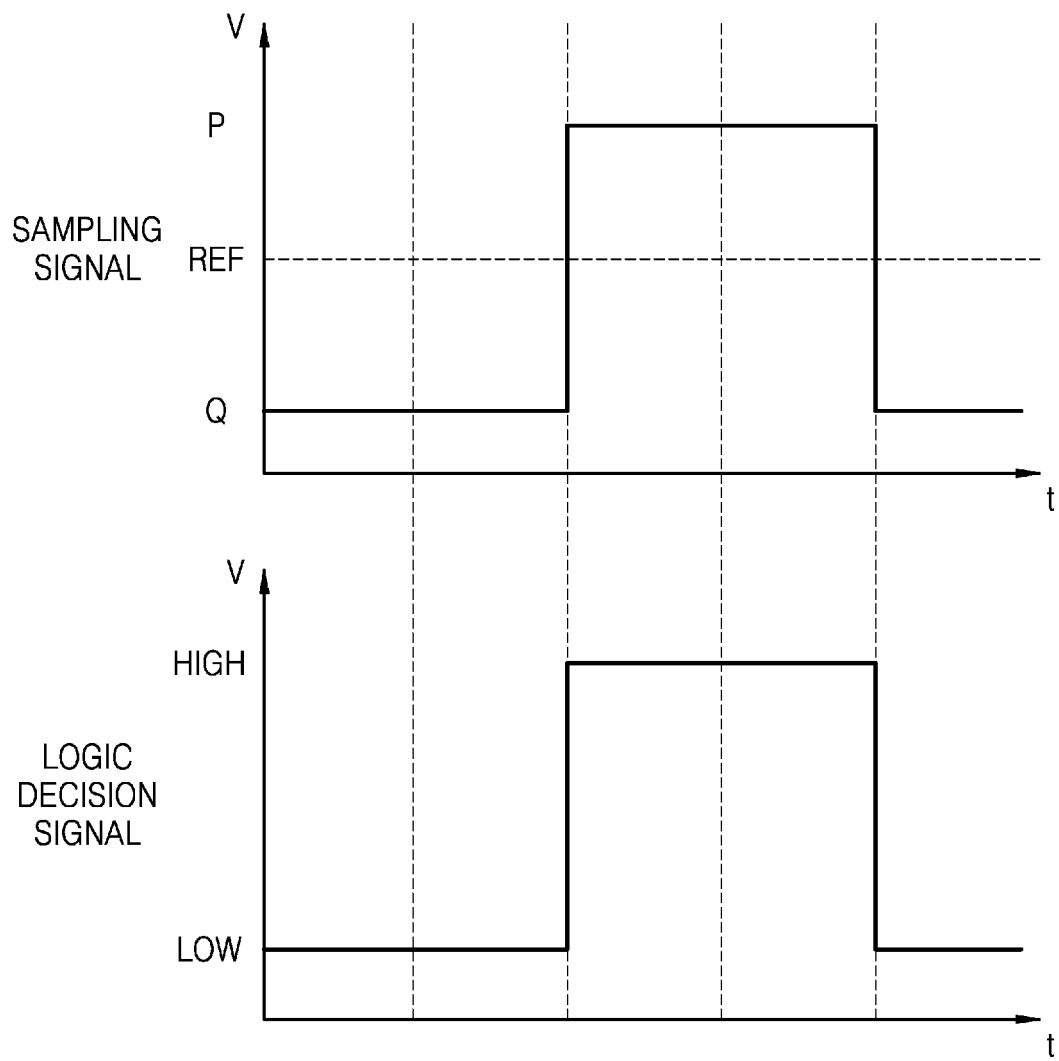 V
P
SAMPLING
SIGNAL
REF
Q
t
V
HIGH
LOGIC
DECISION
SIGNAL
LOW
t